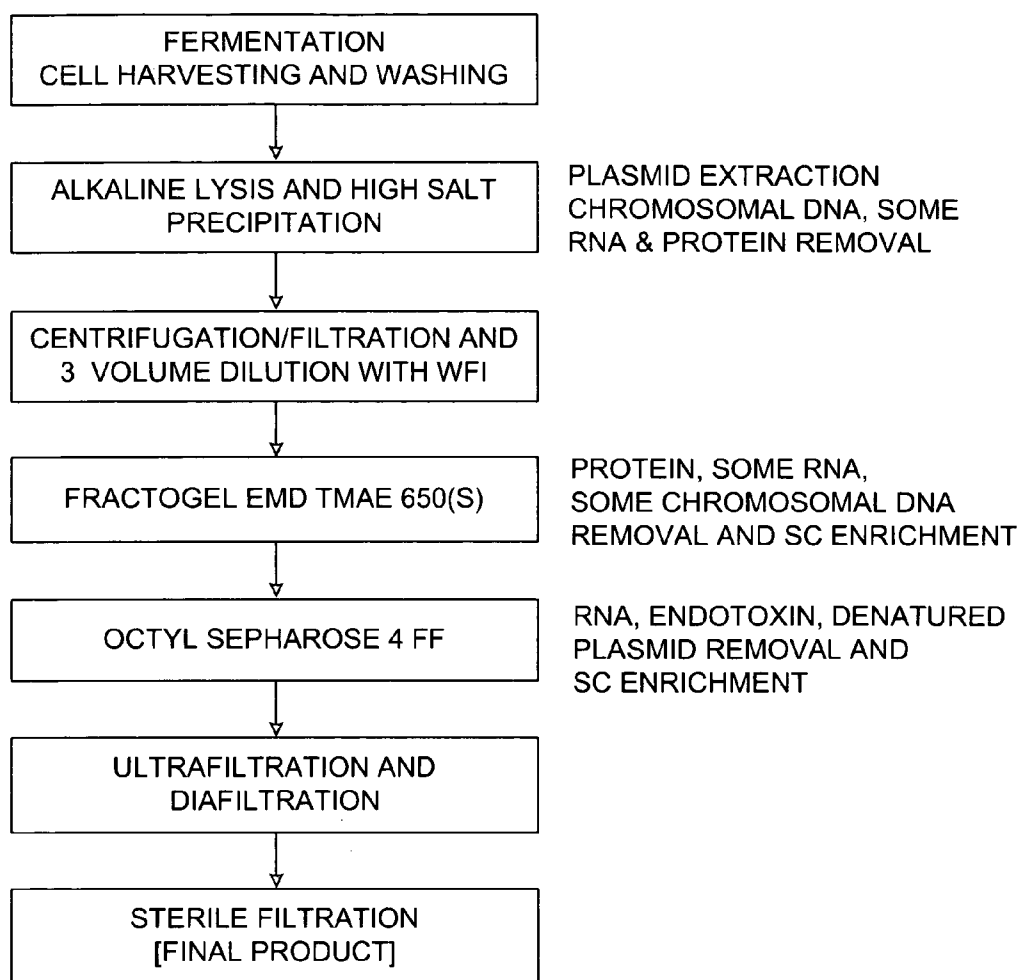 FERMENTATION
CELL HARVESTING AND WASHING
ALKALINE LYSIS AND HIGH SALT
PRECIPITATION
PLASMID EXTRACTION
CHROMOSOMAL DNA, SOME
RNA & PROTEIN REMOVAL
CENTRIFUGATION/FILTRATION AND
3 VOLUME DILUTION WITH WFI
FRACTOGEL EMD TMAE 650(S)
PROTEIN, SOME RNA,
SOME CHROMOSOMAL DNA
REMOVAL AND SC ENRICHMENT
OCTYL SEPHAROSE 4 FF
RNA, ENDOTOXIN, DENATURED
PLASMID REMOVAL AND
SC ENRICHMENT
ULTRAFILTRATION AND
DIAFILTRATION
STERILE FILTRATION
[FINAL PRODUCT]